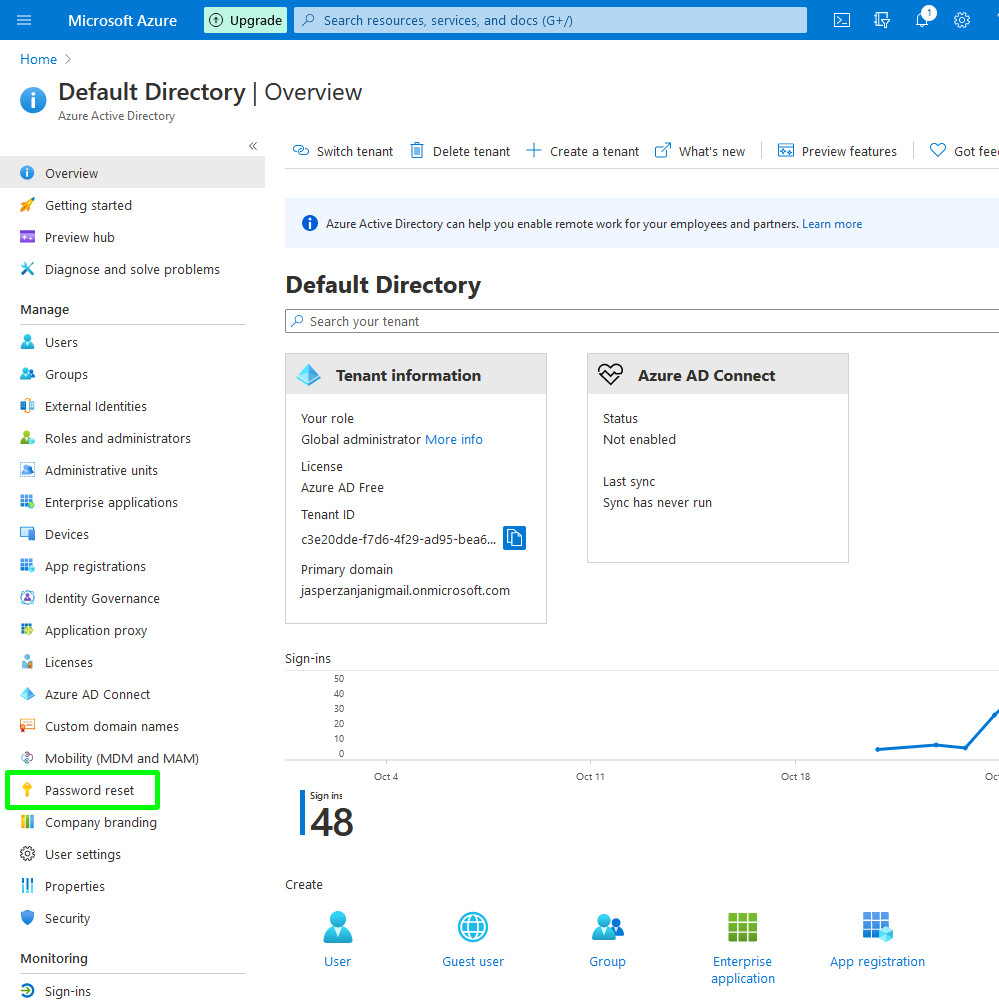 Microsoft Azure
Upgrade
Search resources, services, and docs (G+/)
1
Home
Default Directory | Overview
Azure Active Directory
Switch tenant
Delete tenant
Create a tenant
What's new
Preview features
Got fee
Overview
Getting started
Preview hub
Diagnose and solve problems
Manage
Users
Groups
External Identities
Roles and administrators
Administrative units
Enterprise applications
Devices
App registrations
Identity Governance
Application proxy
Licenses
Azure AD Connect
Custom domain names
Mobility (MDM and MAM)
Password reset
Company branding
User settings
Properties
Security
Monitoring
Sign-ins
Azure Active Directory can help you enable remote work for your employees and partners. Learn more
Default Directory
Search your tenant
Tenant information
Your role
Global administrator More info
License
Azure AD Free
Tenant ID
c3e20dde-f7d6-4f29-ad95-bea6...
Primary domain
jasperzanjanigmail.onmicrosoft.com
Azure AD Connect
Status
Not enabled
Last sync
Sync has never run
Sign-ins
50
40
30
20
10
0
Oct 4
Oct 11
Oct 18
Oc
Sign ins
48
Create
User
Guest user
Group
Enterprise
application
App registration